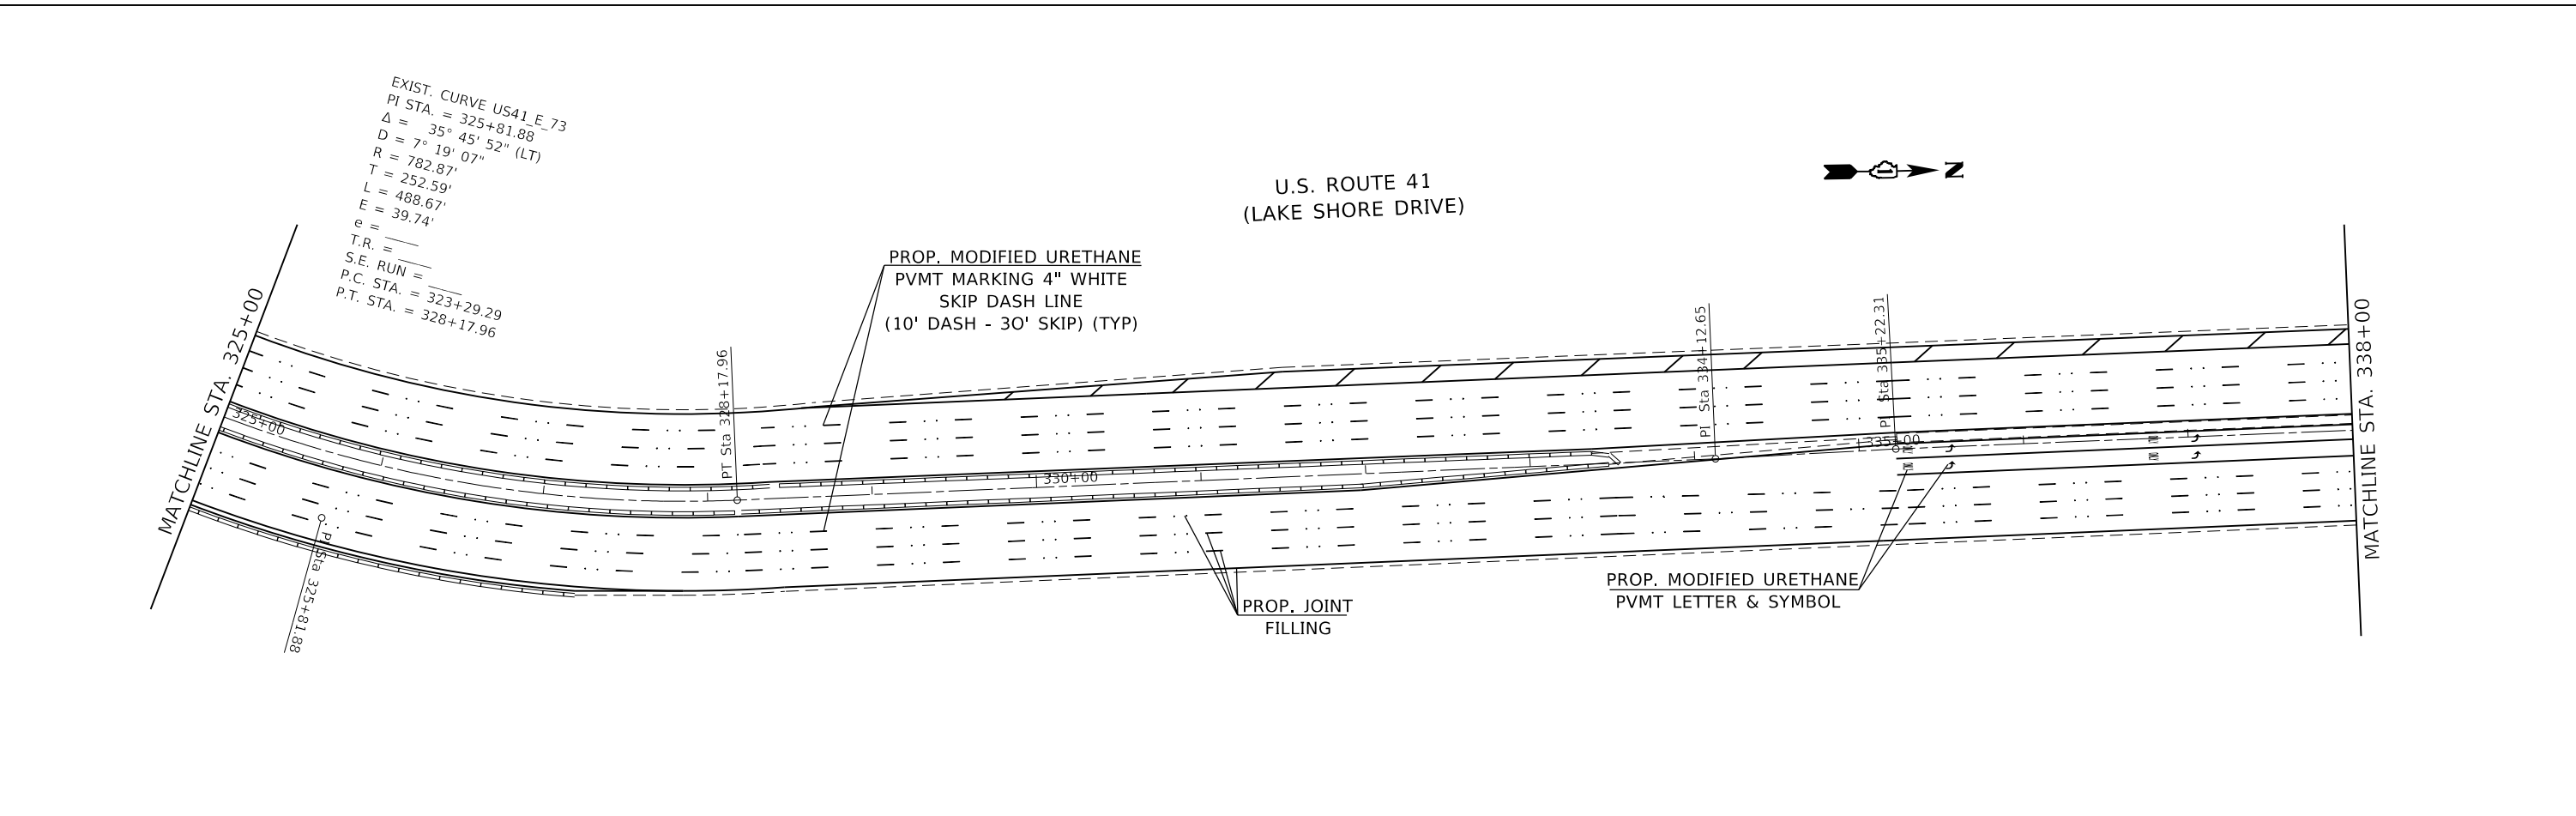 EXIST. CURVE US41_E_73
PI STA. = 325+81.88
Δ = 35° 45' 52" (LT)
D = 7° 19' 07"
R = 782.87'
T = 252.59'
L = 488.67'
E = 39.74'
e = ____
T.R. = ____
S.E. RUN = ____
P.C. STA. = 323+29.29
P.T. STA. = 328+17.96
U.S. ROUTE 41
(LAKE SHORE DRIVE)
N
PROP. MODIFIED URETHANE
PVMT MARKING 4" WHITE
SKIP DASH LINE
(10' DASH - 30' SKIP) (TYP)
MATCHLINE STA. 325+00
325+00
PI Sta 325+81.88
PT Sta 328+17.96
330+00
PI Sta 334+12.65
PI Sta 335+22.31
335+00
MATCHLINE STA. 338+00
PROP. JOINT
FILLING
PROP. MODIFIED URETHANE
PVMT LETTER & SYMBOL